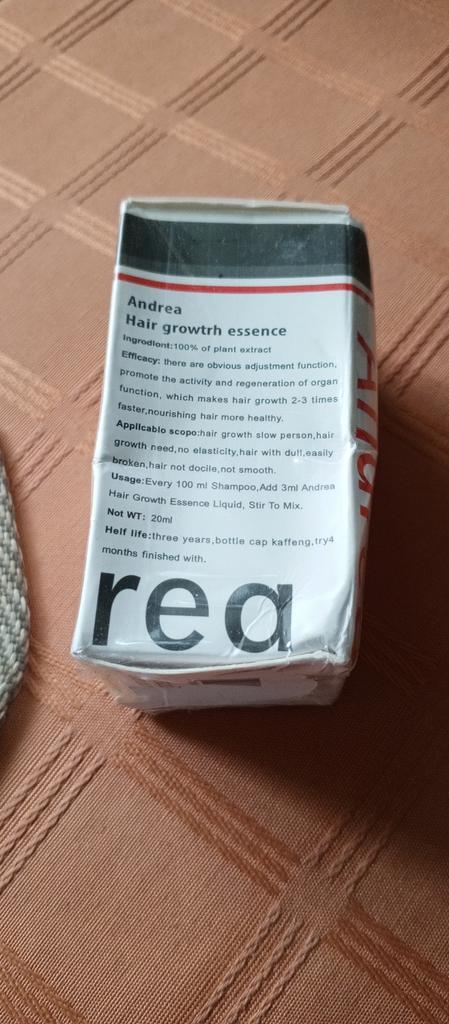 Andrea
Hair growtrh essence
Ingrodiont:100% of plant extract
Efficacy: there are obvious adjustment function,
promote the activity and regeneration of organ
function, which makes hair growth 2-3 times
faster,nourishing hair more healthy.
Applicablo scopo:hair growth slow person,hair
growth need,no elasticity,hair with dull,easily
broken,hair not docile,not smooth.
Usage:Every 100 ml Shampoo,Add 3ml Andrea
Hair Growth Essence Liquid, Stir To Mix.
Not WT: 20ml
Helf life:three years,bottle cap kaffeng,try4
months finished with.
rea